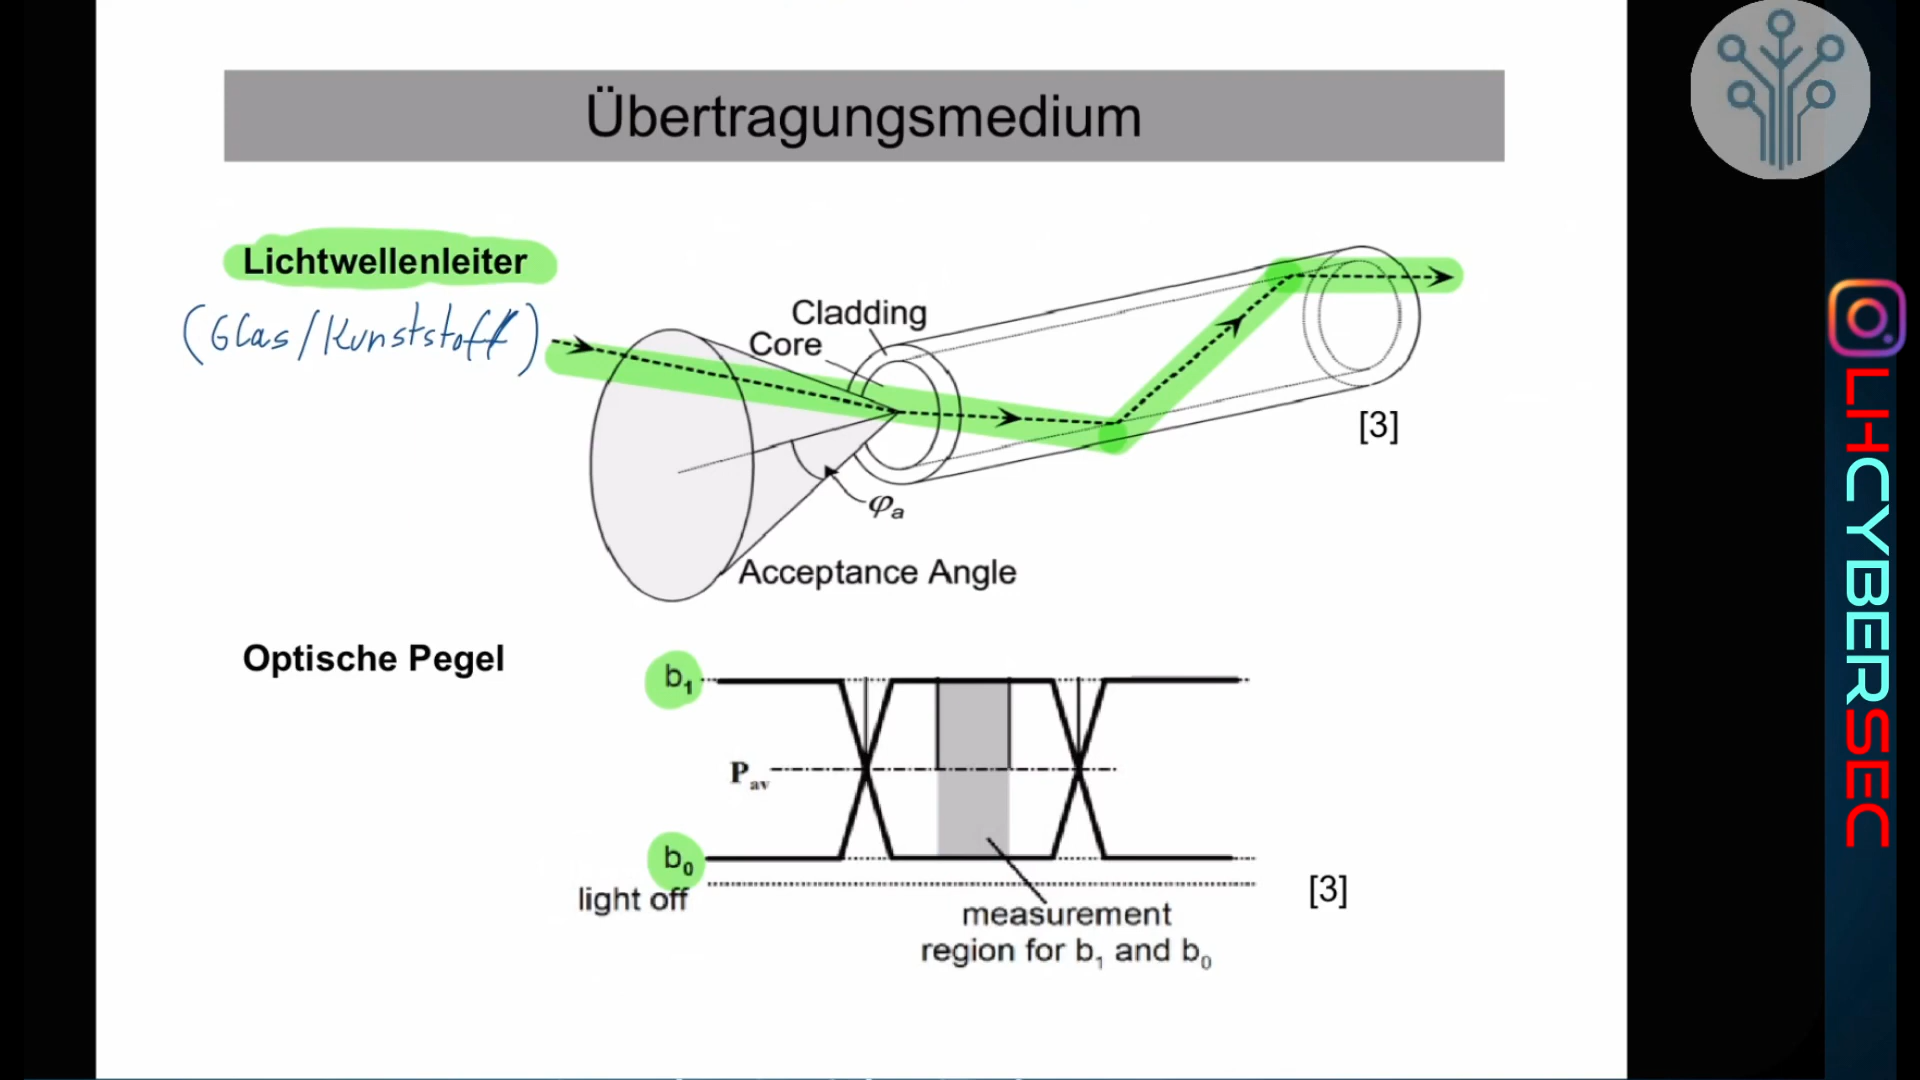 Übertragungsmedium
Lichtwellenleiter
(Glas/Kunststoff)
Cladding
Core
[3]
φa
Acceptance Angle
Optische Pegel
b1
Pav
b0
light off
[3]
measurement
region for b1 and b0
LIHCYBERSEC